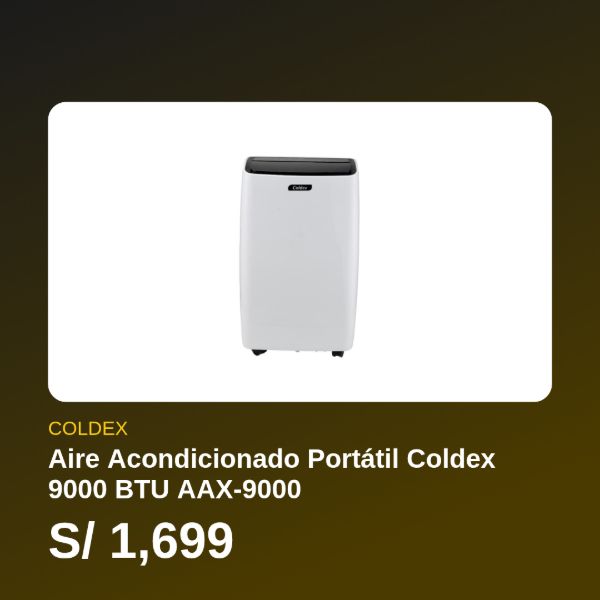 Coldex
COLDEX
Aire Acondicionado Portátil Coldex
9000 BTU AAX-9000
S/ 1,699